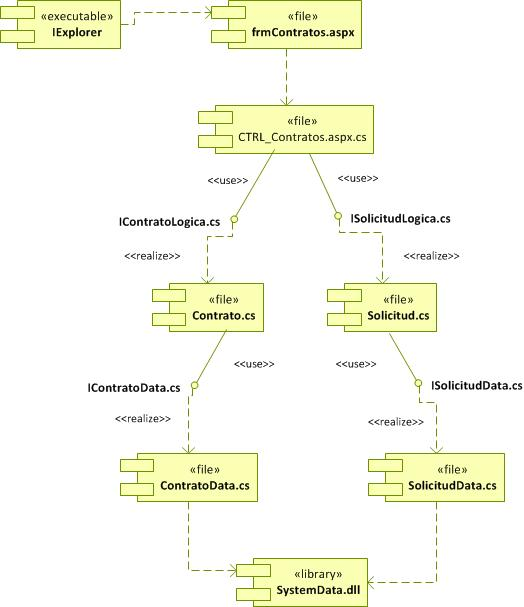 «executable»
IExplorer
«file»
frmContratos.aspx
«file»
CTRL_Contratos.aspx.cs
<<use>>
<<use>>
IContratoLogica.cs
ISolicitudLogica.cs
<<realize>>
<<realize>>
«file»
Contrato.cs
«file»
Solicitud.cs
<<use>>
<<use>>
IContratoData.cs
ISolicitudData.cs
<<realize>>
<<realize>>
«file»
ContratoData.cs
«file»
SolicitudData.cs
«library»
SystemData.dll